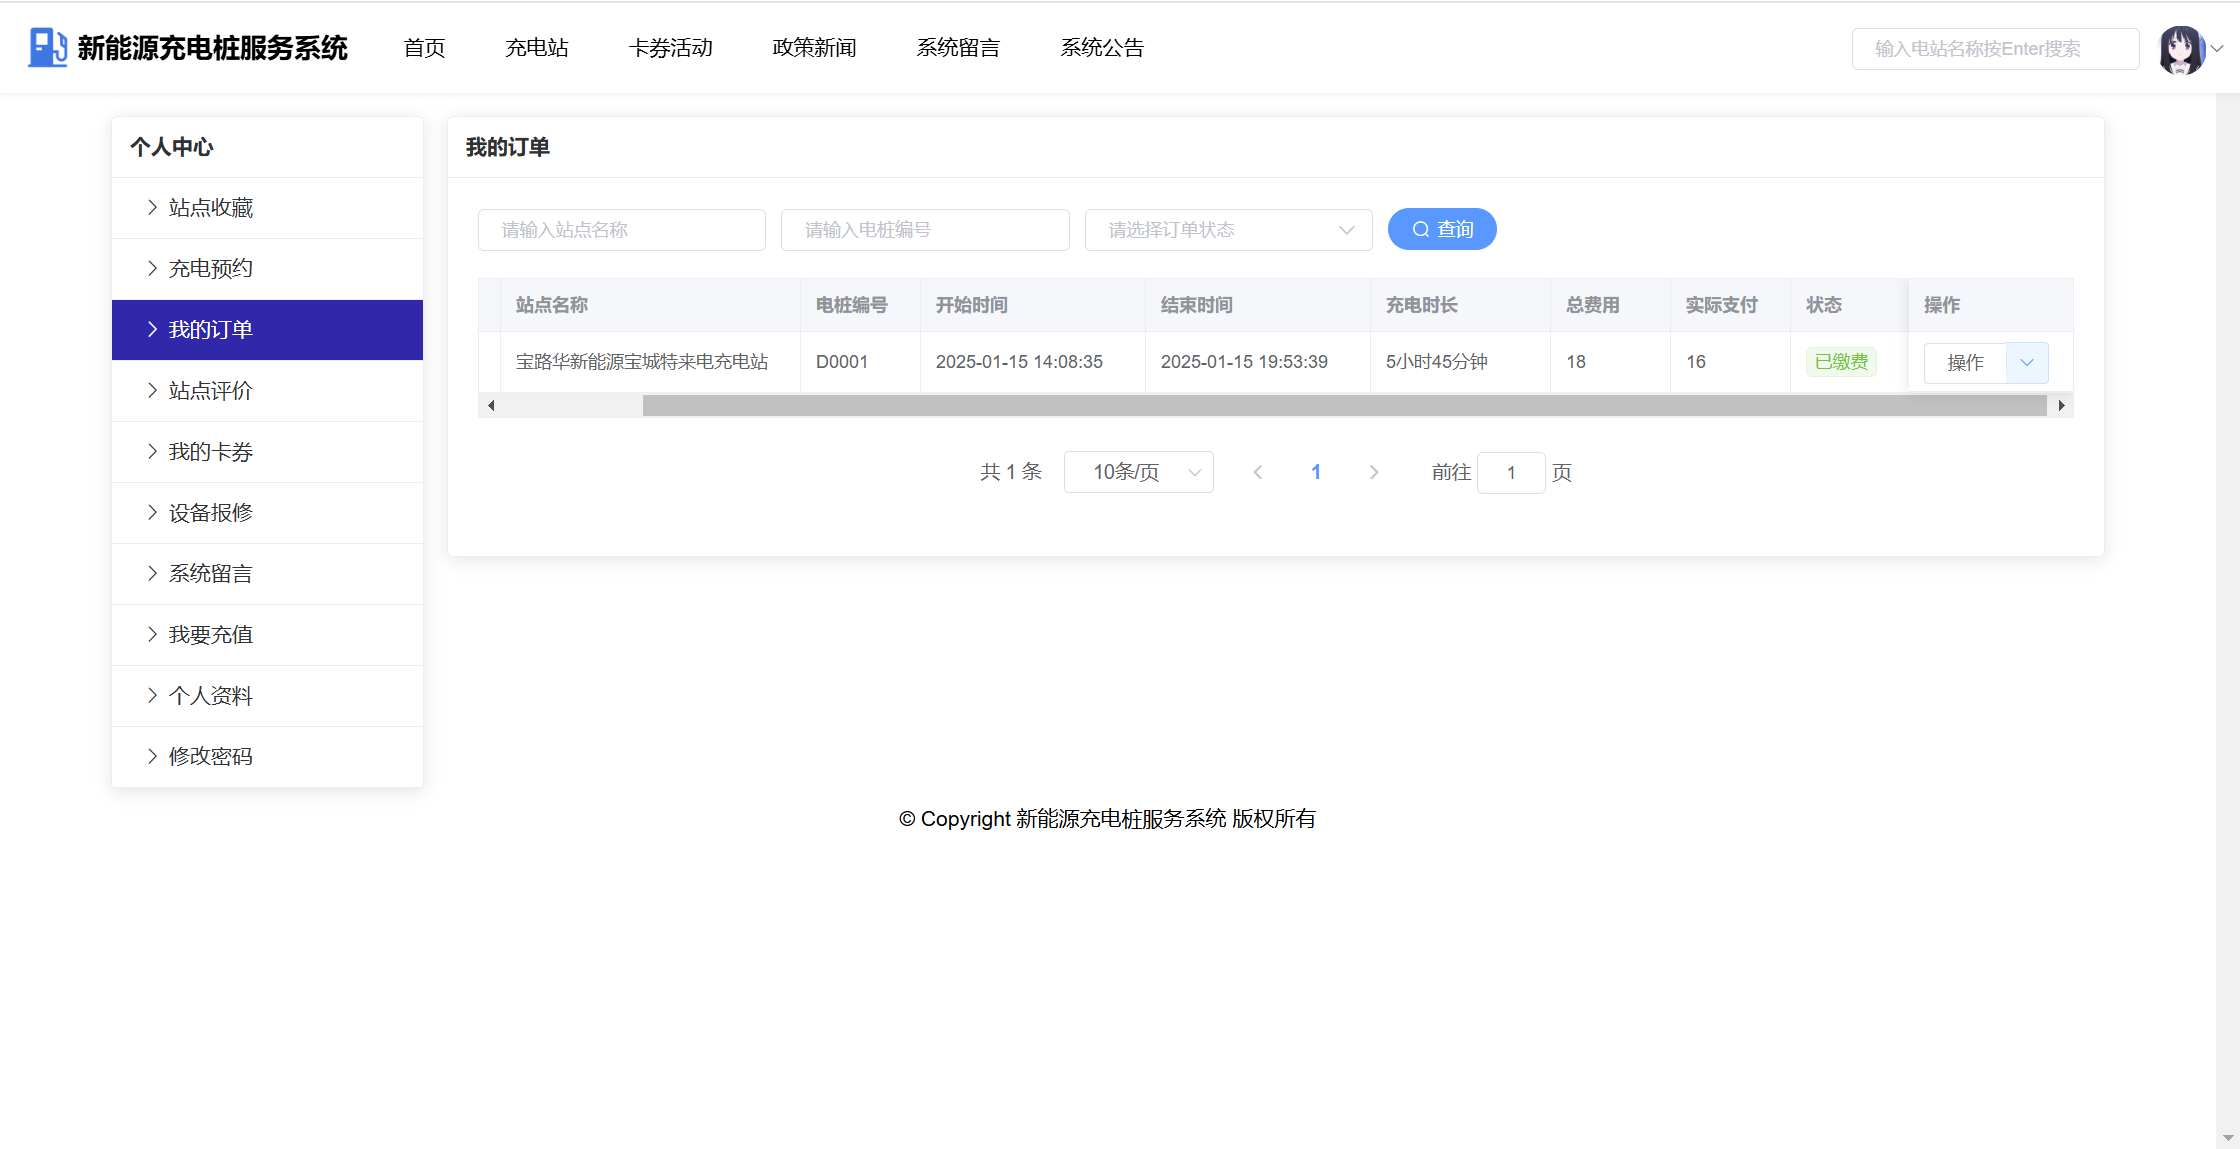 新能源充电桩服务系统 首页 充电站 卡券活动 政策新闻 系统留言 系统公告 输入电站名称按Enter搜索
个人中心
站点收藏
充电预约
我的订单
站点评价
我的卡券
设备报修
系统留言
我要充值
个人资料
修改密码
我的订单
请输入站点名称 请输入电桩编号 请选择订单状态 查询
站点名称 电桩编号 开始时间 结束时间 充电时长 总费用 实际支付 状态 操作
宝路华新能源宝城特来电充电站 D0001 2025-01-15 14:08:35 2025-01-15 19:53:39 5小时45分钟 18 16 已缴费 操作
共 1 条 10条/页 1 前往 1 页
© Copyright 新能源充电桩服务系统 版权所有